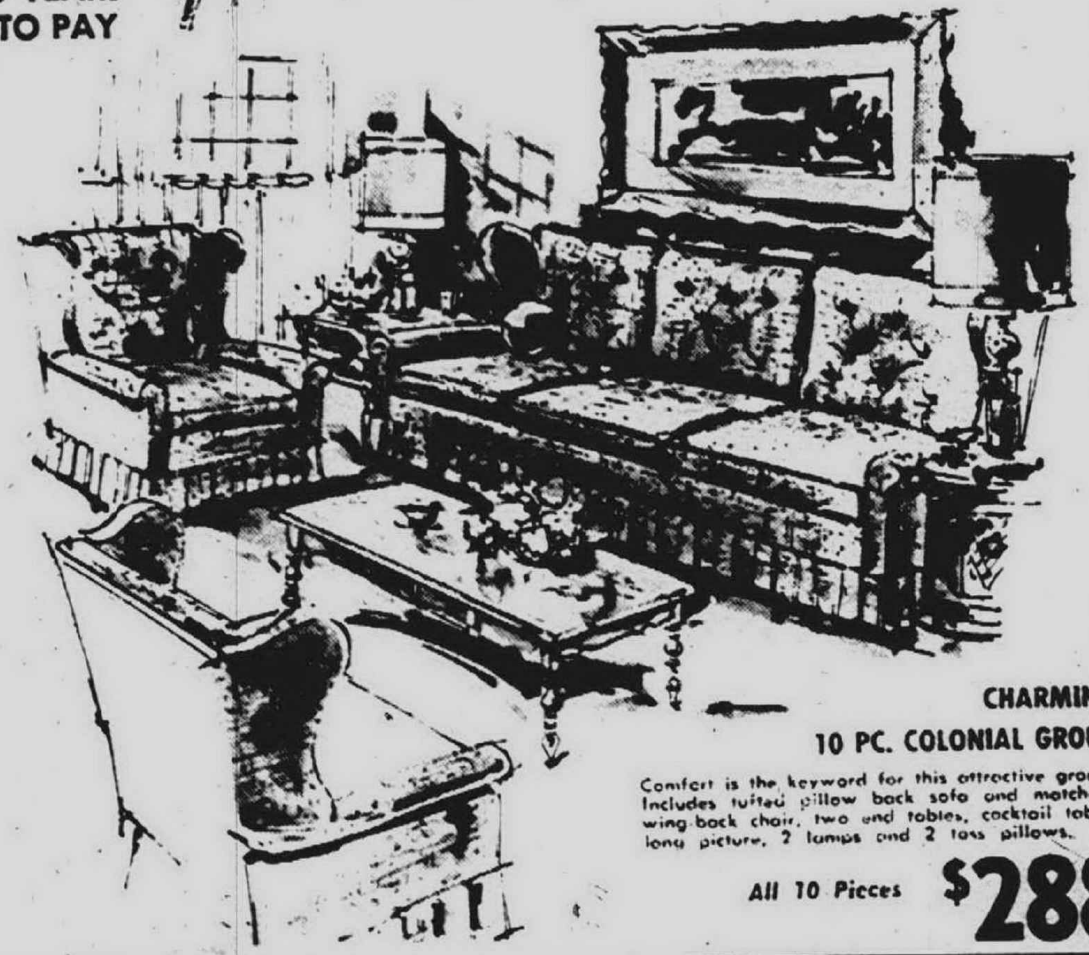 TO PAY
CHARMIN
10 PC. COLONIAL GROU
Comfort is the keyword for this attractive grou
Includes tufted pillow back sofa and match
wing-back chair, two end tables, cocktail tab
long picture, 2 lamps and 2 toss pillows.
All 10 Pieces $288